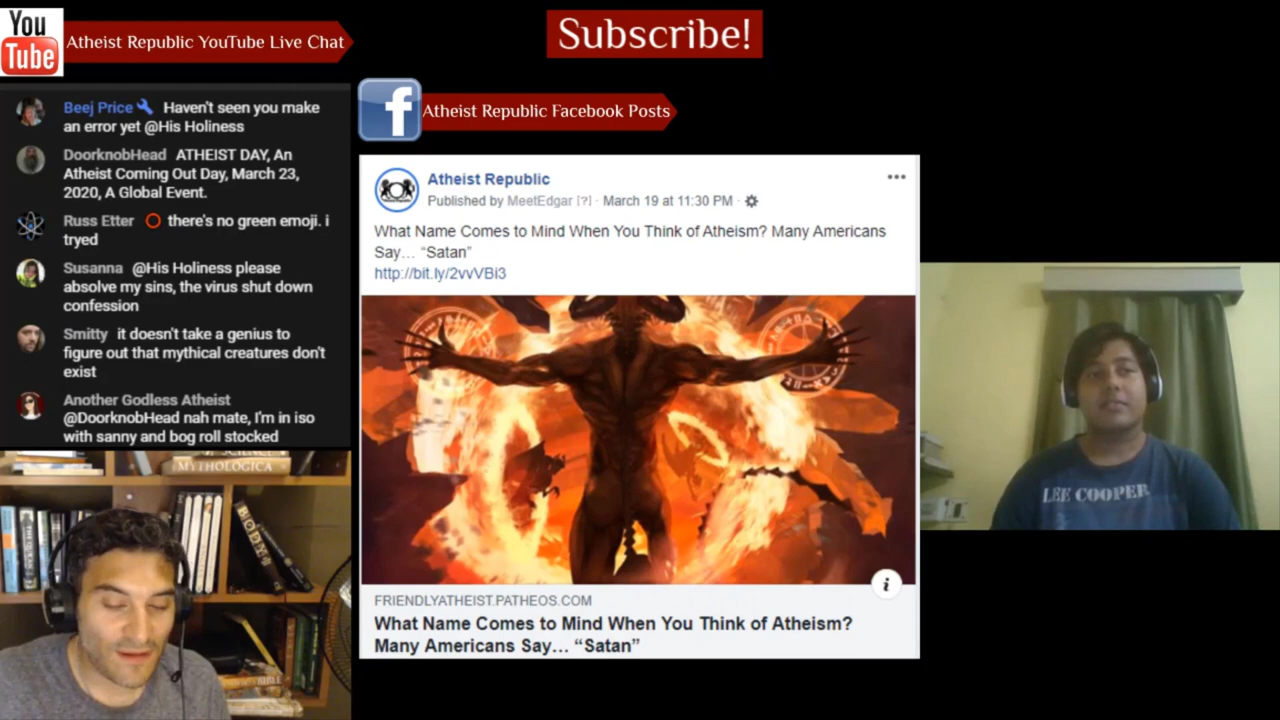 You
Tube
Atheist Republic YouTube Live Chat
Subscribe!
Atheist Republic Facebook Posts
Beej Price Haven't seen you make
an error yet @His Holiness
DoorknobHead ATHEIST DAY, An
Atheist Coming Out Day, March 23,
2020, A Global Event.
Russ Etter there's no green emoji. i
tryed
Susanna @His Holiness please
absolve my sins, the virus shut down
confession
Smitty it doesn't take a genius to
figure out that mythical creatures don't
exist
Another Godless Atheist
@DoorknobHead nah mate, I'm in iso
with sanny and bog roll stocked
f
Atheist Republic
Published by MeetEdgar [?] · March 19 at 11:30 PM ·
What Name Comes to Mind When You Think of Atheism? Many Americans
Say… “Satan”
http://bit.ly/2vvVBi3
i
FRIENDLYATHEIST.PATHEOS.COM
What Name Comes to Mind When You Think of Atheism?
Many Americans Say… “Satan”
MYTHOLOGICA
BODY
BIBLE
LEE COOPER